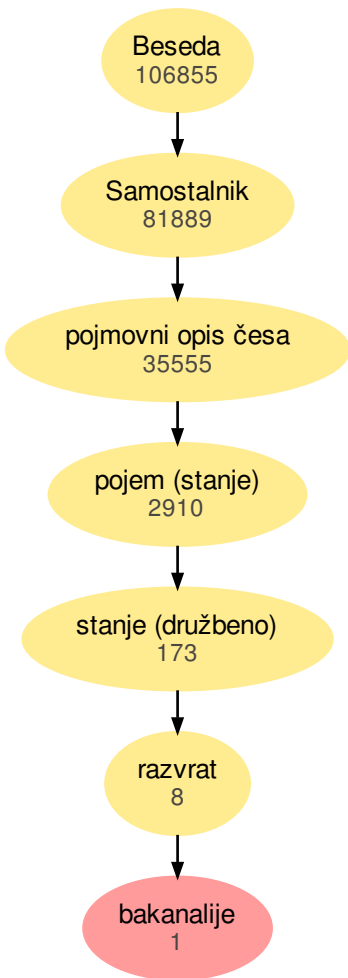 Beseda
106855
Samostalnik
81889
pojmovni opis česa
35555
pojem (stanje)
2910
stanje (družbeno)
173
razvrat
8
bakanalije
1